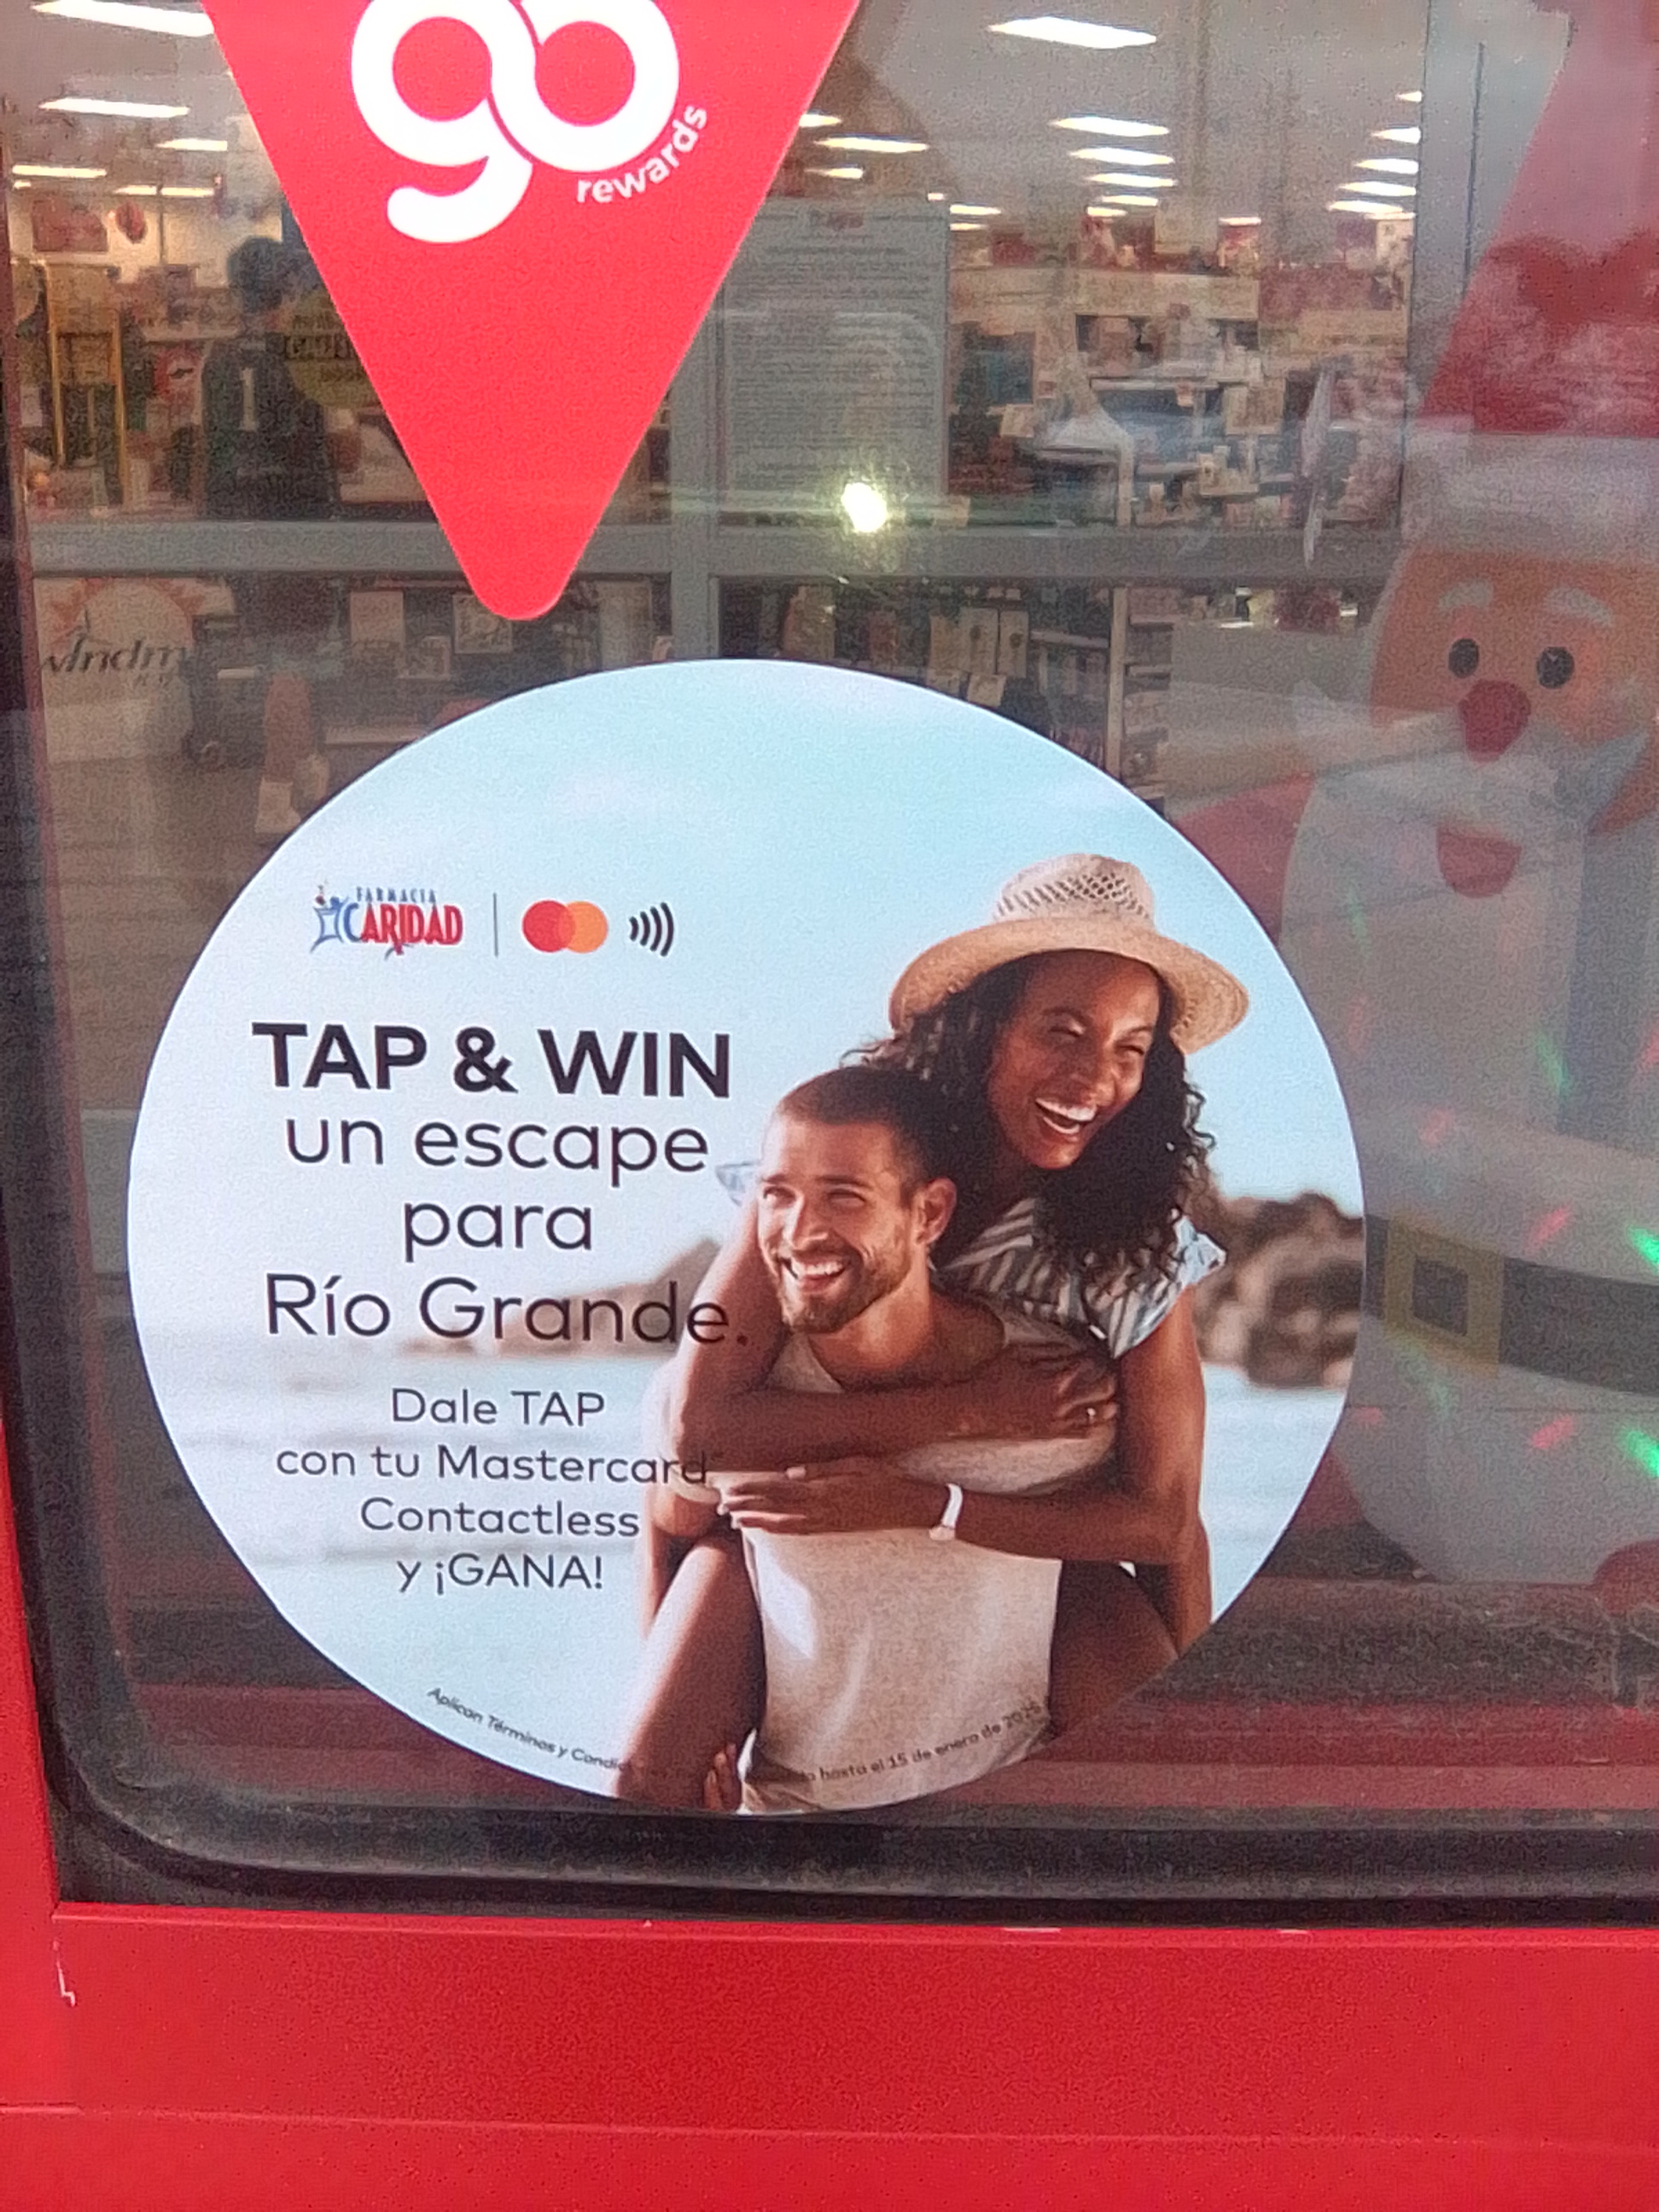 go
rewards
FARMACIA
CARIDAD
TAP & WIN
un escape
para
Río Grande.
Dale TAP
con tu Mastercard
Contactless
y ¡GANA!
Aplican Términos y
hasta el 15 de enero de